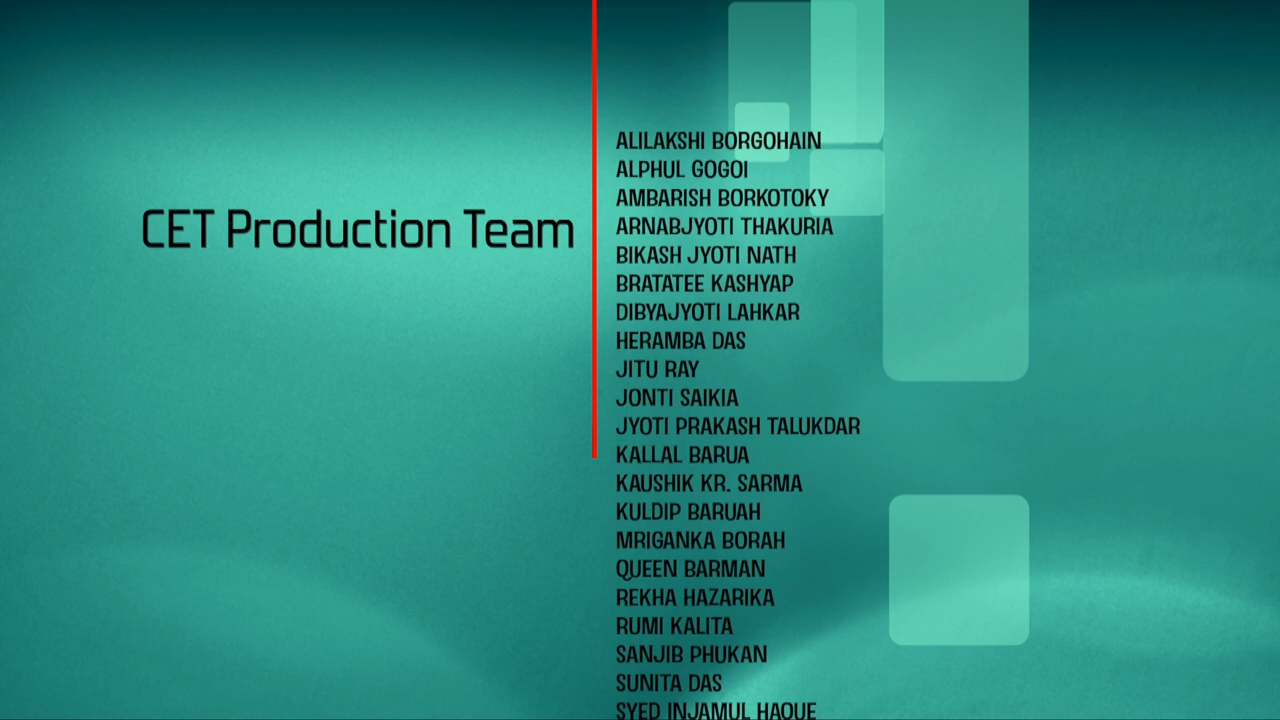 CET Production Team
ALILAKSHI BORGOHAIN
ALPHUL GOGOI
AMBARISH BORKOTOKY
ARNABJYOTI THAKURIA
BIKASH JYOTI NATH
BRATATEE KASHYAP
DIBYAJYOTI LAHKAR
HERAMBA DAS
JITU RAY
JONTI SAIKIA
JYOTI PRAKASH TALUKDAR
KALLAL BARUA
KAUSHIK KR. SARMA
KULDIP BARUAH
MRIGANKA BORAH
QUEEN BARMAN
REKHA HAZARIKA
RUMI KALITA
SANJIB PHUKAN
SUNITA DAS
SYED INJAMUL HAQUE